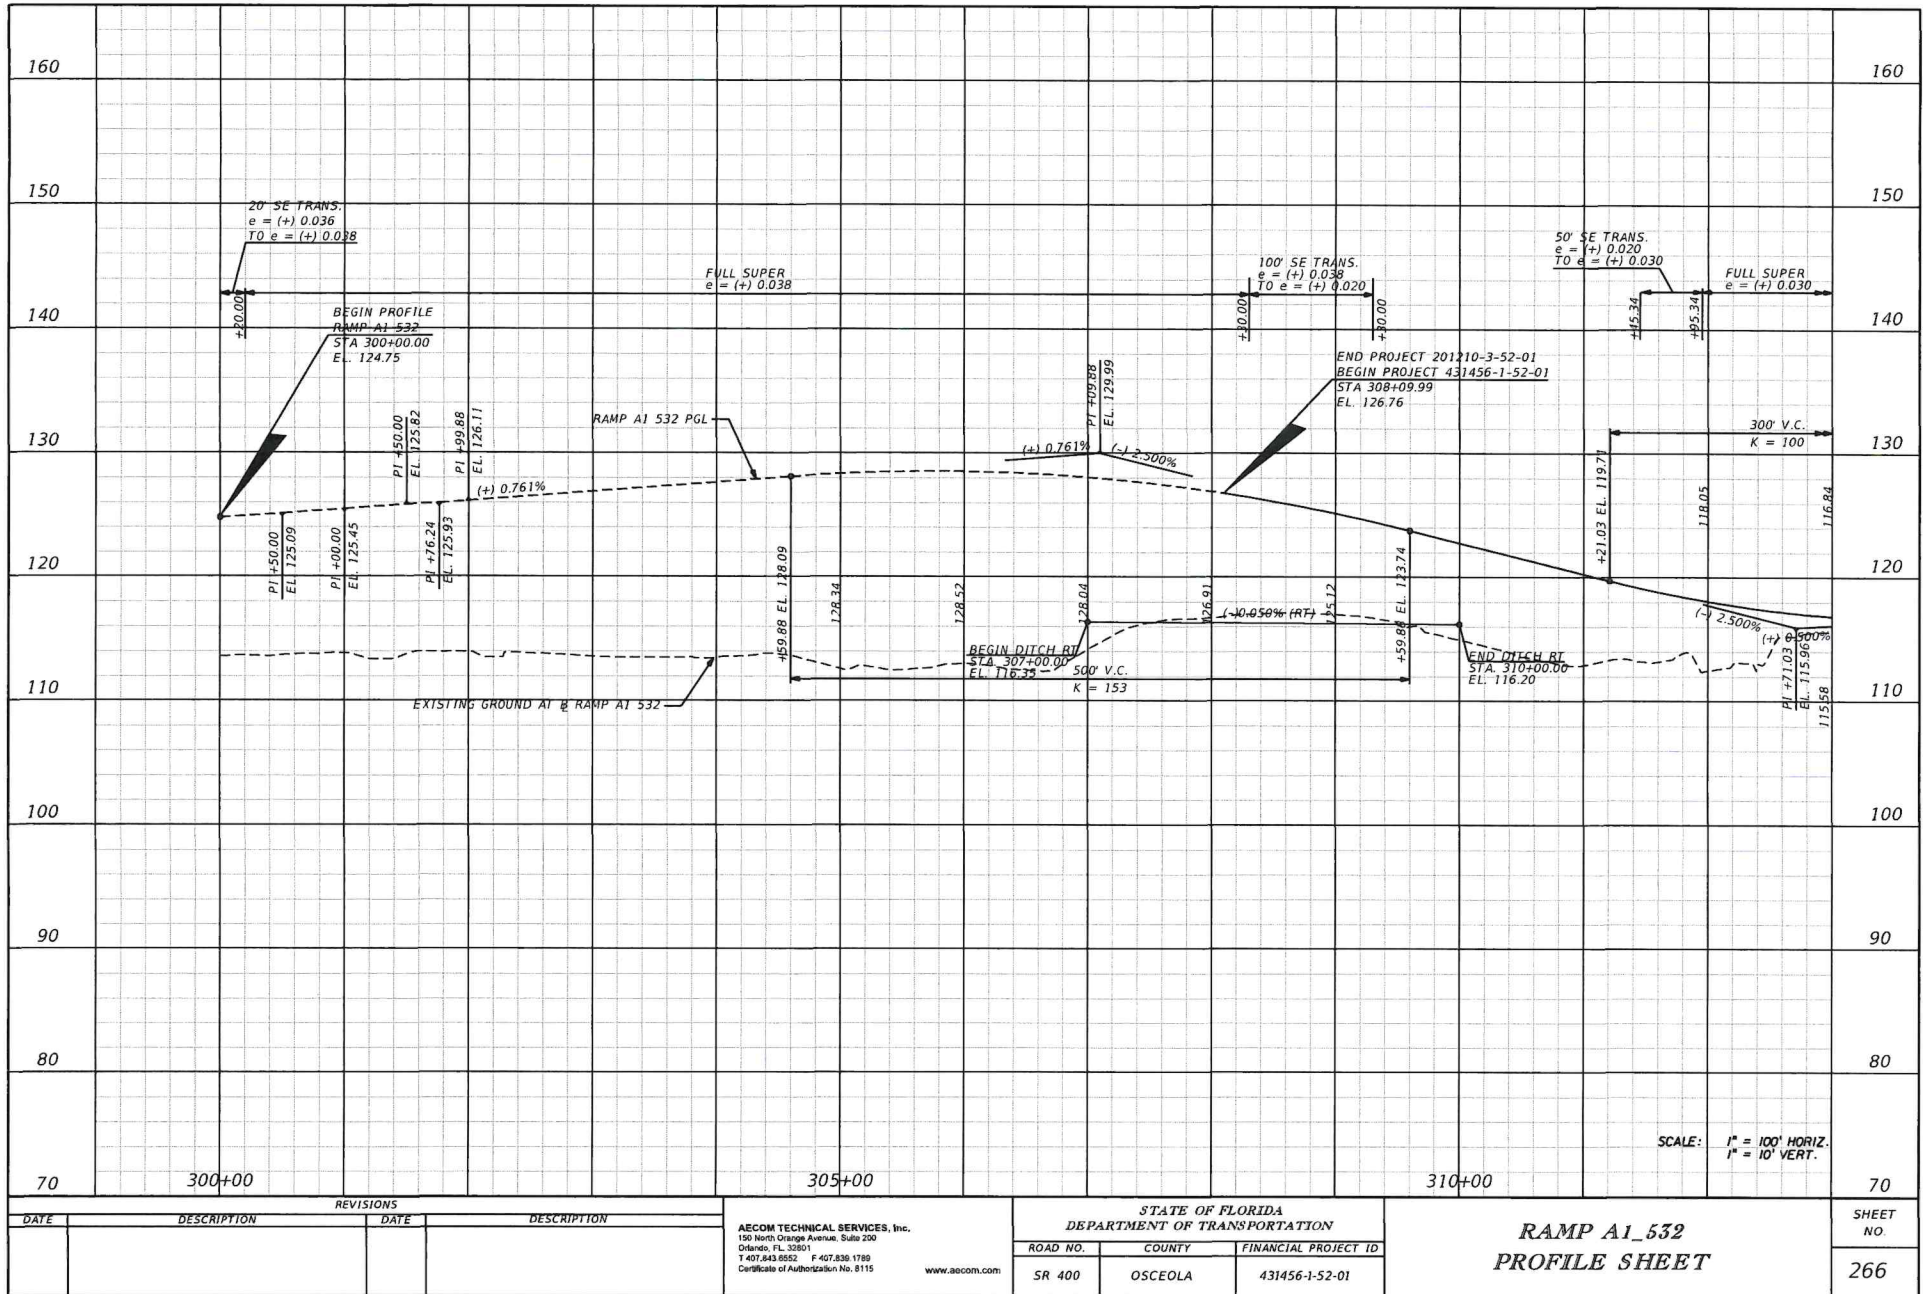 160
150
140
130
120
110
100
90
80
70
160
150
140
130
120
110
100
90
80
70
20' SE TRANS.
e = (+) 0.036
TO e = (+) 0.038
+20.00
FULL SUPER
e = (+) 0.038
100' SE TRANS.
e = (+) 0.038
TO e = (+) 0.020
+30.00
+30.00
50' SE TRANS.
e = (+) 0.020
TO e = (+) 0.030
+45.34
+95.34
FULL SUPER
e = (+) 0.030
BEGIN PROFILE
RAMP A1 532
STA 300+00.00
EL. 124.75
PI +50.00
EL. 125.09
PI +00.00
EL. 125.45
PI +50.00
EL. 125.82
PI +76.24
EL. 125.93
PI +99.88
EL. 126.11
(+) 0.761%
RAMP A1 532 PGL
PI +09.88
EL. 129.99
(+) 0.761%
(-) 2.500%
END PROJECT 201210-3-52-01
BEGIN PROJECT 431456-1-52-01
STA 308+09.99
EL. 126.76
300' V.C.
K = 100
+59.88 EL. 128.09
128.34
128.52
128.04
126.91
125.12
+59.88 EL. 123.74
+21.03 EL. 119.71
118.05
116.84
(-) 0.050% (RT)
BEGIN DITCH RT
STA. 307+00.00
EL. 116.35
500' V.C.
K = 153
END DITCH RT
STA. 310+00.00
EL. 116.20
(-) 2.500%
(+) 0.500%
PI +71.03
EL. 115.96
115.58
EXISTING GROUND AT ℄ RAMP A1 532
SCALE: 1" = 100' HORIZ.
1" = 10' VERT.
300+00
305+00
310+00
REVISIONS
DATE DESCRIPTION DATE DESCRIPTION
AECOM TECHNICAL SERVICES, Inc.
150 North Orange Avenue, Suite 200
Orlando, FL 32801
T 407.843.6552 F 407.839.1789
Certificate of Authorization No. 8115
www.aecom.com
STATE OF FLORIDA
DEPARTMENT OF TRANSPORTATION
ROAD NO. COUNTY FINANCIAL PROJECT ID
SR 400 OSCEOLA 431456-1-52-01
RAMP A1_532
PROFILE SHEET
SHEET
NO.
266